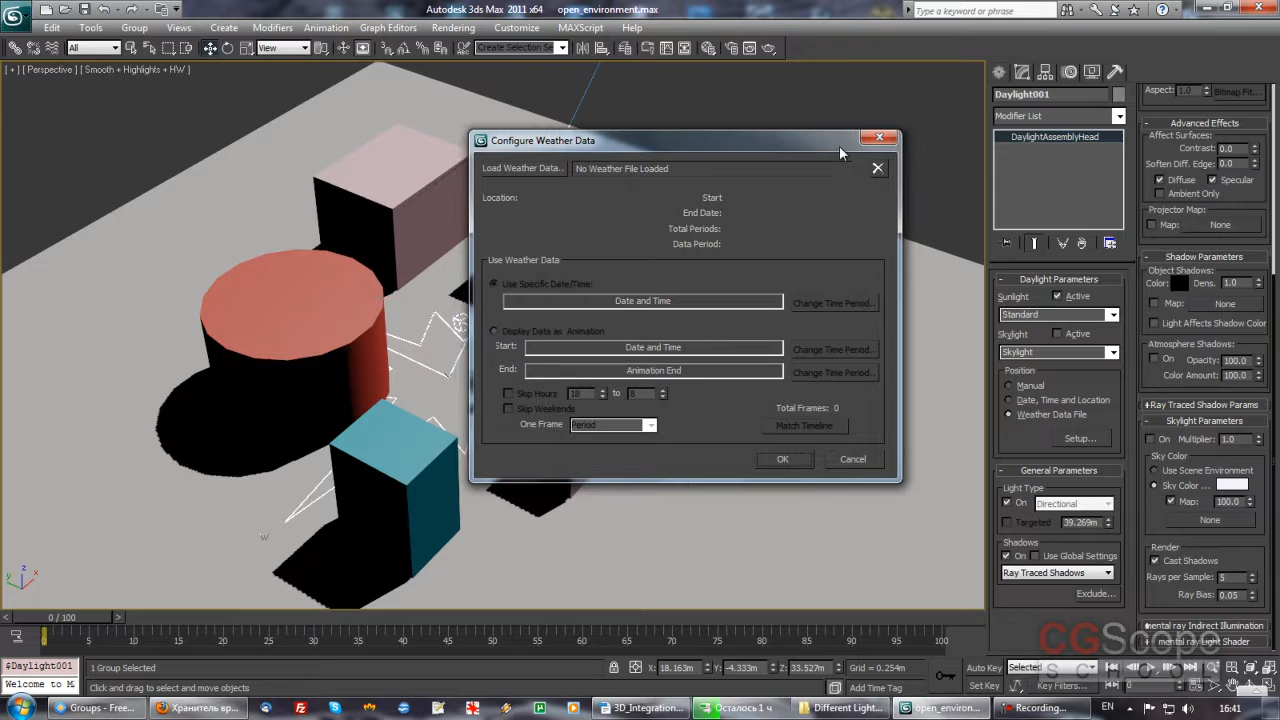 Autodesk 3ds Max 2011 x64 open_environment.max
Type a keyword or phrase
Edit Tools Group Views Create Modifiers Animation Graph Editors Rendering Customize MAXScript Help
All View Create Selection Se
[ + ] [ Perspective ] [ Smooth + Highlights + HW ]
Configure Weather Data
Load Weather Data.. No Weather File Loaded
Location: Start
End Date:
Total Periods:
Data Period:
Use Weather Data
Use Specific Date/Time:
Date and Time Change Time Period..
Display Data as Animation
Start: Date and Time Change Time Period..
End: Animation End Change Time Period..
Skip Hours 18 to 8
Skip Weekends Total Frames: 0
One Frame Period Match Timeline
OK Cancel
Daylight001
Modifier List
DaylightAssemblyHead
- Daylight Parameters
Sunlight Active
Standard
Skylight Active
Skylight
Position
Manual
Date, Time and Location
Weather Data File
Setup...
- General Parameters
Light Type
On Directional
Targeted 39.269m
Shadows
On Use Global Settings
Ray Traced Shadows
Exclude...
Aspect: 1.0 Bitmap Fit...
- Advanced Effects
Affect Surfaces:
Contrast: 0.0
Soften Diff. Edge: 0.0
Diffuse Specular
Ambient Only
Projector Map:
Map: None
- Shadow Parameters
Object Shadows:
Color: Dens. 1.0
Map: None
Light Affects Shadow Color
Atmosphere Shadows:
On Opacity: 100.0
Color Amount: 100.0
+ Ray Traced Shadow Params
- Skylight Parameters
On Multiplier: 1.0
Sky Color
Use Scene Environment
Sky Color ...
Map: 100.0
None
Render
Cast Shadows
Rays per Sample: 5
Ray Bias: 0.05
+ mental ray Indirect Illumination
+ mental ray Light Shader
z
y x
W
< 0 / 100 >
0 5 10 15 20 25 30 35 40 45 50 55 60 65 70 75 80 85 90 95 100
$Daylight001 1 Group Selected X: 18.163m Y: -4.333m Z: 33.527m Grid = 0.254m Auto Key Selected
Welcome to M Click and drag to select and move objects Add Time Tag Set Key Key Filters... 0
CGScope
SCHOOL
Groups - Free... Хранитель вр... 3D_Integration... Осталось 1 ч Different Light... open_environ... Recording... EN 16:41